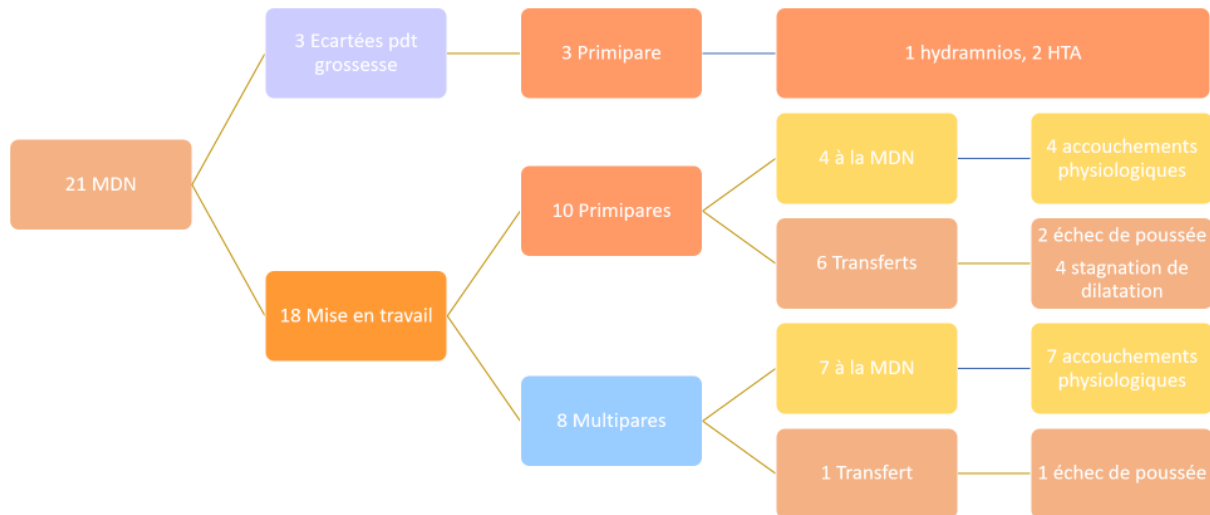 3 Ecartées pdt
grossesse
3 Primipare
1 hydramnios, 2 HTA
21 MDN
18 Mise en travail
10 Primipares
4 à la MDN
4 accouchements
physiologiques
6 Transferts
2 échec de poussée
4 stagnation de
dilatation
8 Multipares
7 à la MDN
7 accouchements
physiologiques
1 Transfert
1 échec de poussée